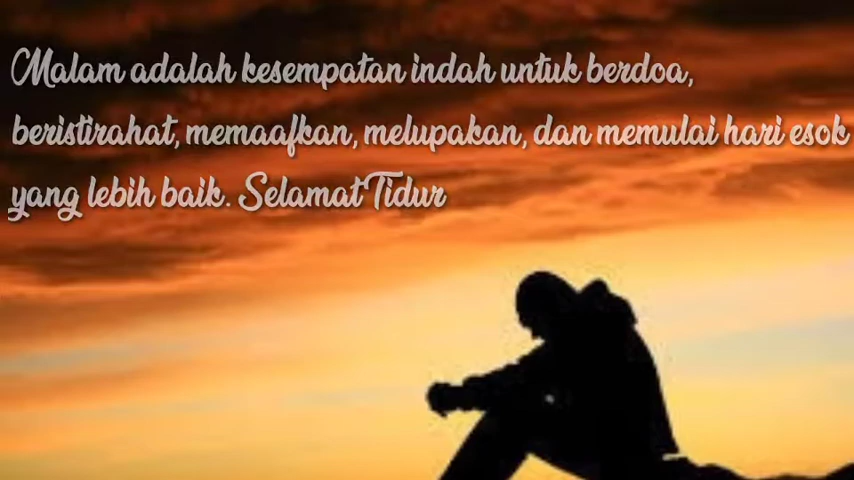 Malam adalah kesempatan indah untuk berdoa,
beristirahat, memaafkan, melupakan, dan memulai hari esok
yang lebih baik. Selamat Tidur